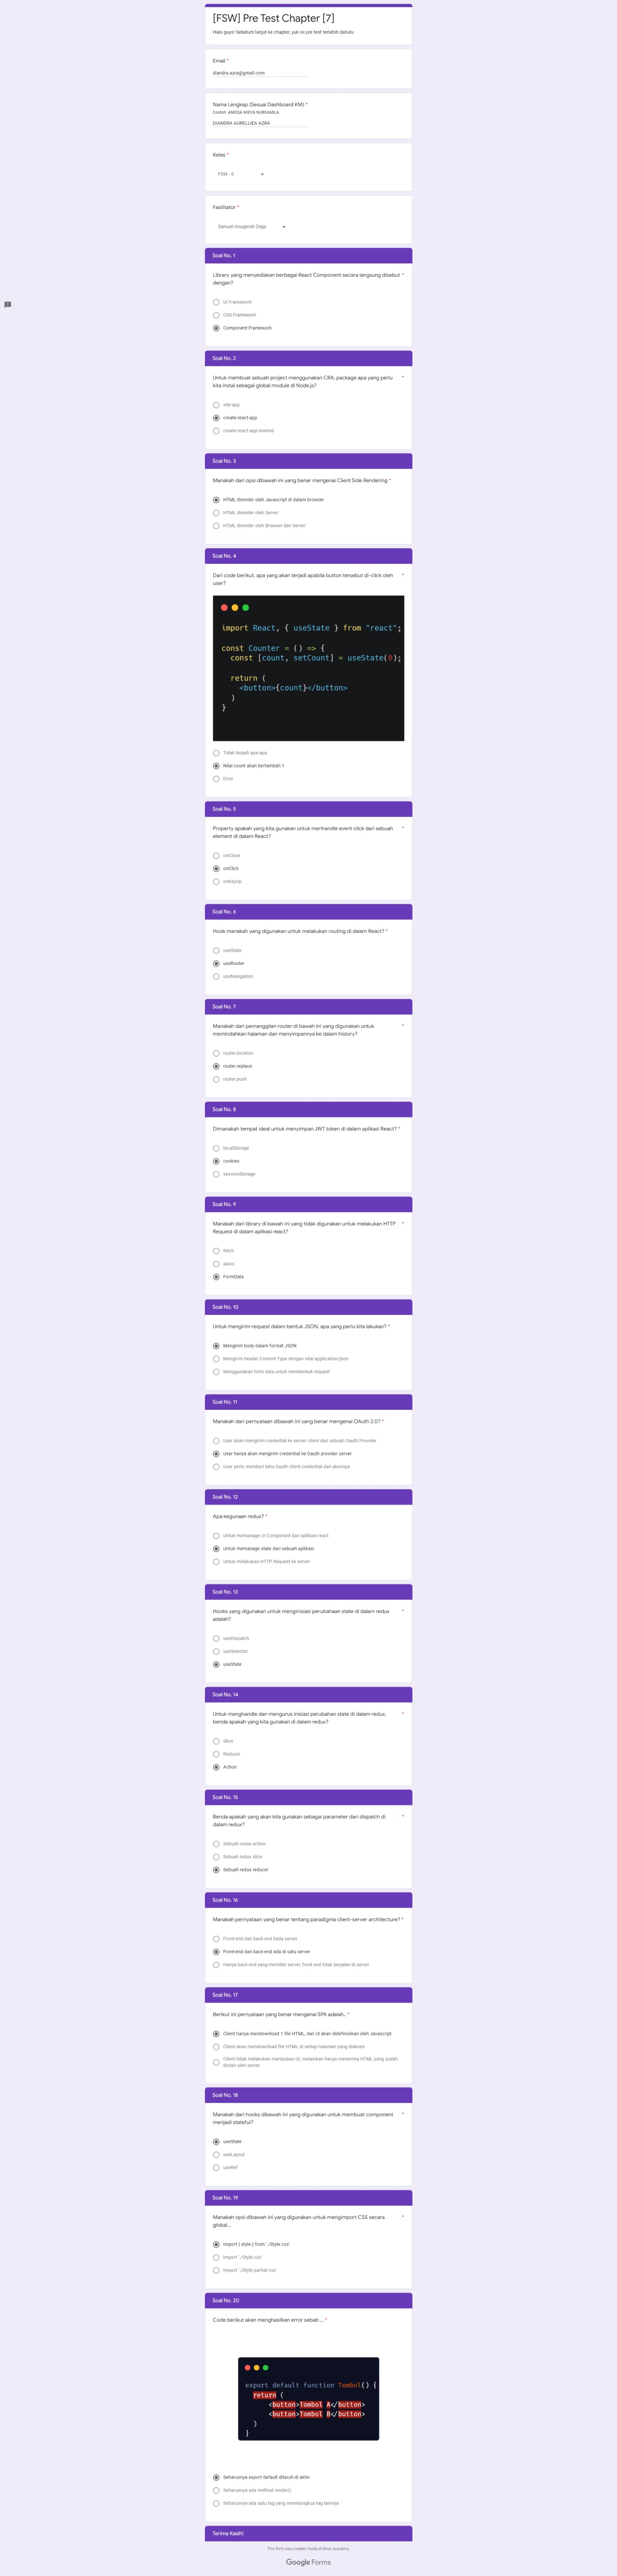 [FSW] Pre Test Chapter [7]
Halo guys! Sebelum lanjut ke chapter, yuk isi pre test terlebih dahulu.
Email *
diandra.azra@gmail.com
Nama Lengkap (Sesuai Dashboard KM) *
Contoh: ANISSA WIDYA NURKAMILA
DIANDRA AURELLIEA AZRA
Kelas *
FSW - 6
Fasilitator *
Samuel Anugerah Zega
Soal No. 1
Library yang menyediakan berbagai React Component secara langsung disebut *
dengan?
UI Framework
CSS Framework
Component Framework
Soal No. 2
Untuk membuat sebuah project menggunakan CRA, package apa yang perlu *
kita instal sebagai global module di Node.js?
vite-app
create-react-app
create-react-app-rewired
Soal No. 3
Manakah dari opsi dibawah ini yang benar mengenai Client Side Rendering *
HTML dirender oleh Javascript di dalam browser
HTML dirender oleh Server
HTML dirender oleh Browser dan Server
Soal No. 4
Dari code berikut, apa yang akan terjadi apabila button tersebut di-click oleh *
user?
import React, { useState } from "react";
const Counter = () => {
const [count, setCount] = useState(0);
return (
<button>{count}</button>
)
}
Tidak terjadi apa-apa
Nilai count akan bertambah 1
Error
Soal No. 5
Property apakah yang kita gunakan untuk menhandle event click dari sebuah *
element di dalam React?
onClose
onClick
onKeyUp
Soal No. 6
Hook manakah yang digunakan untuk melakukan routing di dalam React? *
useState
useRouter
useNavigation
Soal No. 7
Manakah dari pemanggilan router di bawah ini yang digunakan untuk *
memindahkan halaman dan menyimpannya ke dalam history?
router.location
router.replace
router.push
Soal No. 8
Dimanakah tempat ideal untuk menyimpan JWT token di dalam aplikasi React? *
localStorage
cookies
sessionStorage
Soal No. 9
Manakah dari library di bawah ini yang tidak digunakan untuk melakukan HTTP *
Request di dalam aplikasi react?
fetch
axios
FormData
Soal No. 10
Untuk mengirim request dalam bentuk JSON, apa yang perlu kita lakukan? *
Mengirim body dalam format JSON
Mengirim header Content-Type dengan nilai application/json
Menggunakan form data untuk membentuk request
Soal No. 11
Manakah dari pernyataan dibawah ini yang benar mengenai OAuth 2.0? *
User akan mengirim credential ke server client dari sebuah Oauth Provider
User hanya akan mengirim credential ke Oauth provider server
User perlu memberi tahu Oauth client credential dari akunnya
Soal No. 12
Apa kegunaan redux? *
Untuk memanage UI Component dari aplikasi react
Untuk memanage state dari sebuah aplikasi
Untuk melakukan HTTP Request ke server
Soal No. 13
Hooks yang digunakan untuk menginisiasi perubahaan state di dalam redux *
adalah?
useDispatch
useSelector
useState
Soal No. 14
Untuk menghandle dan mengurus inisiasi perubahan state di dalam redux, *
benda apakah yang kita gunakan di dalam redux?
Slice
Reducer
Action
Soal No. 15
Benda apakah yang akan kita gunakan sebagai parameter dari dispatch di *
dalam redux?
Sebuah redux action
Sebuah redux slice
Sebuah redux reducer
Soal No. 16
Manakah pernyataan yang benar tentang paradigma client-server architecture? *
Front-end dan back-end beda server
Front-end dan back-end ada di satu server
Hanya back-end yang memiliki server, front-end tidak berjalan di server
Soal No. 17
Berikut ini pernyataan yang benar mengenai SPA adalah.. *
Client hanya mendownload 1 file HTML, dan UI akan didefinisikan oleh Javascript
Client akan mendownload file HTML di setiap halaman yang diakses
Client tidak melakukan manipulasi UI, melainkan hanya menerima HTML yang sudah
diolah oleh server
Soal No. 18
Manakah dari hooks dibawah ini yang digunakan untuk membuat component *
menjadi stateful?
useState
useLayout
useRef
Soal No. 19
Manakah opsi dibawah ini yang digunakan untuk mengimport CSS secara *
global...
import { style } from './Style.css'
import './Style.css'
import './Style.partial.css'
Soal No. 20
Code berikut akan menghasilkan error sebab ... *
export default function Tombol() {
return (
<button>Tombol A</button>
<button>Tombol B</button>
)
}
Seharusnya export default ditaruh di akhir
Seharusnya ada method render()
Seharusnya ada satu tag yang membungkus tag lainnya
Terima Kasih!
This form was created inside of Binar Academy.
Google Forms